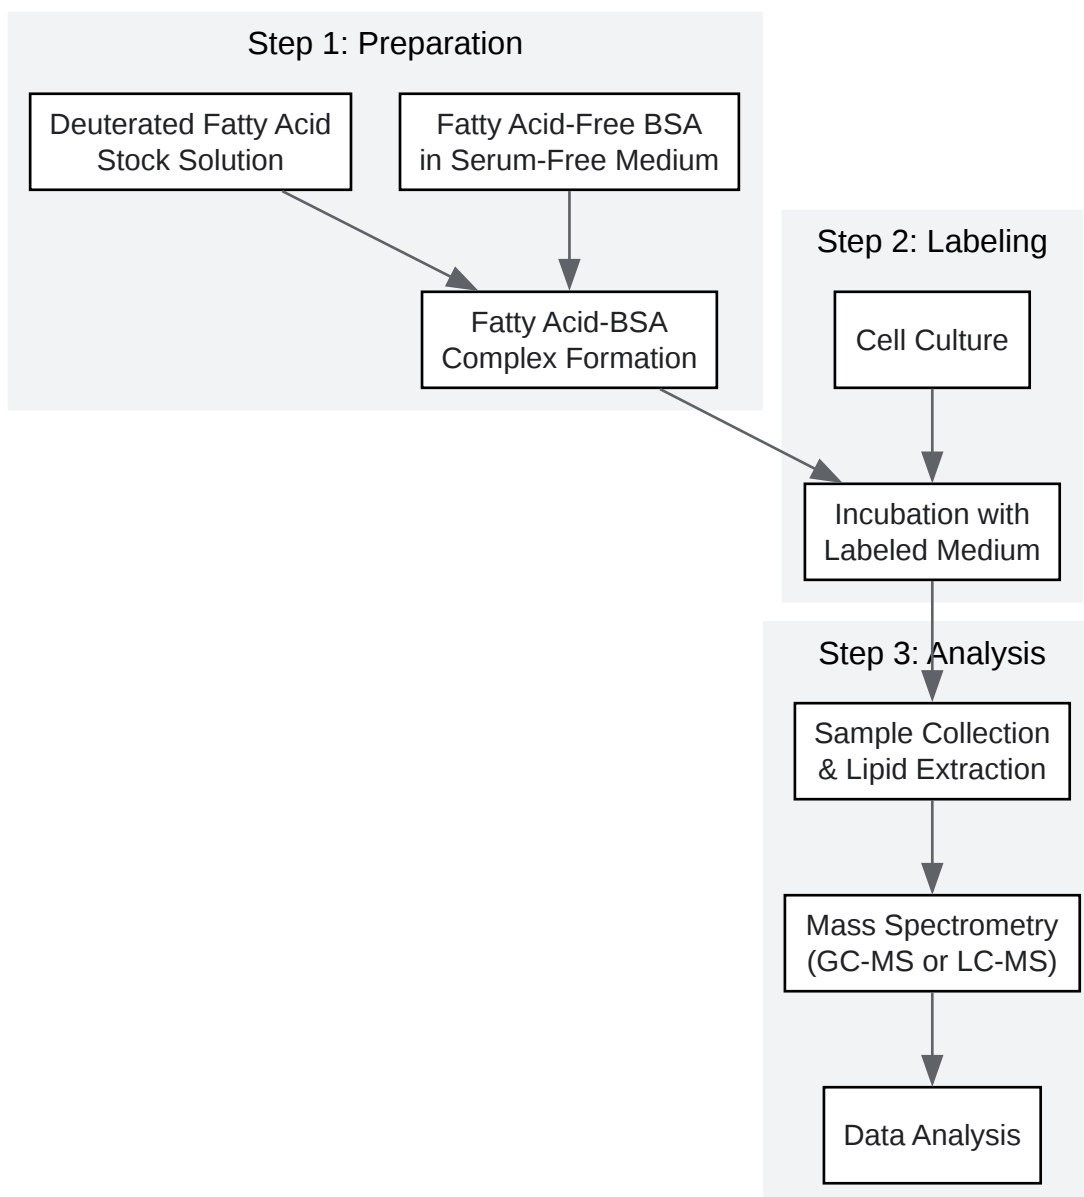 Step 1: Preparation
Deuterated Fatty Acid
Stock Solution
Fatty Acid-Free BSA
in Serum-Free Medium
Fatty Acid-BSA
Complex Formation
Step 2: Labeling
Cell Culture
Incubation with
Labeled Medium
Step 3: Analysis
Sample Collection
& Lipid Extraction
Mass Spectrometry
(GC-MS or LC-MS)
Data Analysis